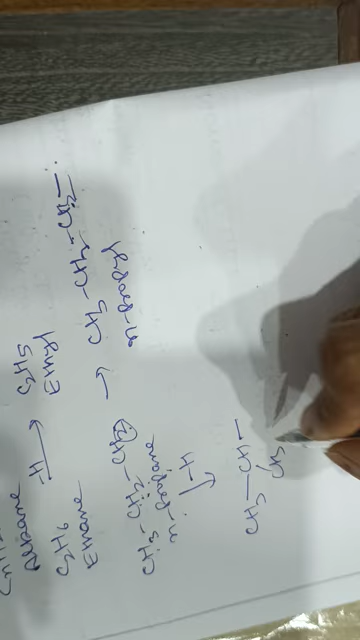 Alkane
C2H6 -H → C2H5
Ethane Ethyl
CH3-CH2-CH3 → CH3-CH2-CH2-
n-propane n-propyl
-H
CH3-CH-
CH3